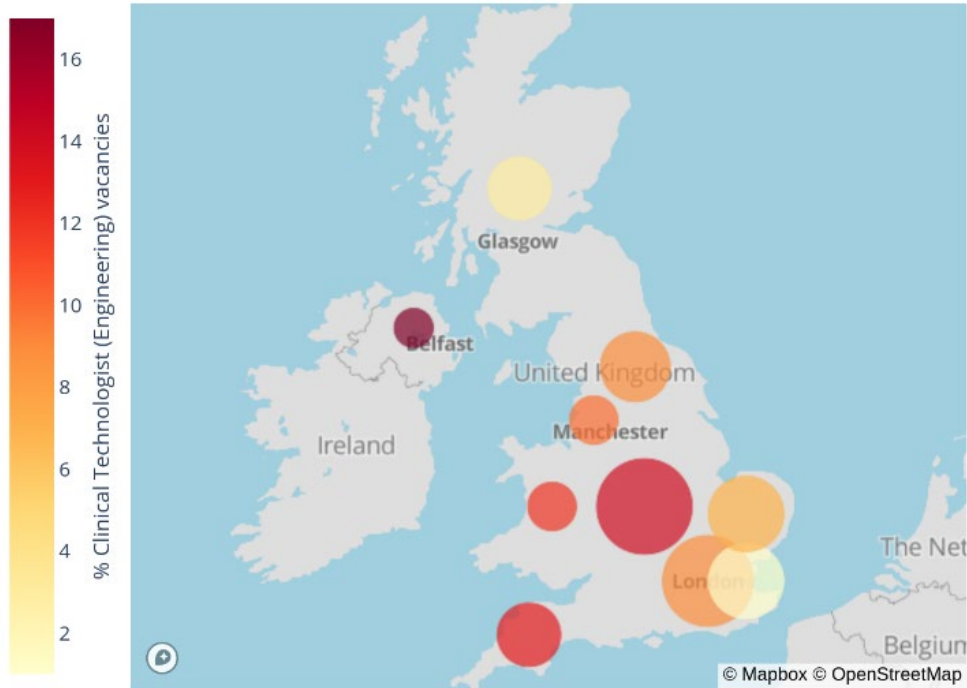 16
14
12
10
8
6
4
2
% Clinical Technologist (Engineering) vacancies
Glasgow
Belfast
United Kingdom
Manchester
Ireland
The Net
London
Belgium
© Mapbox © OpenStreetMap